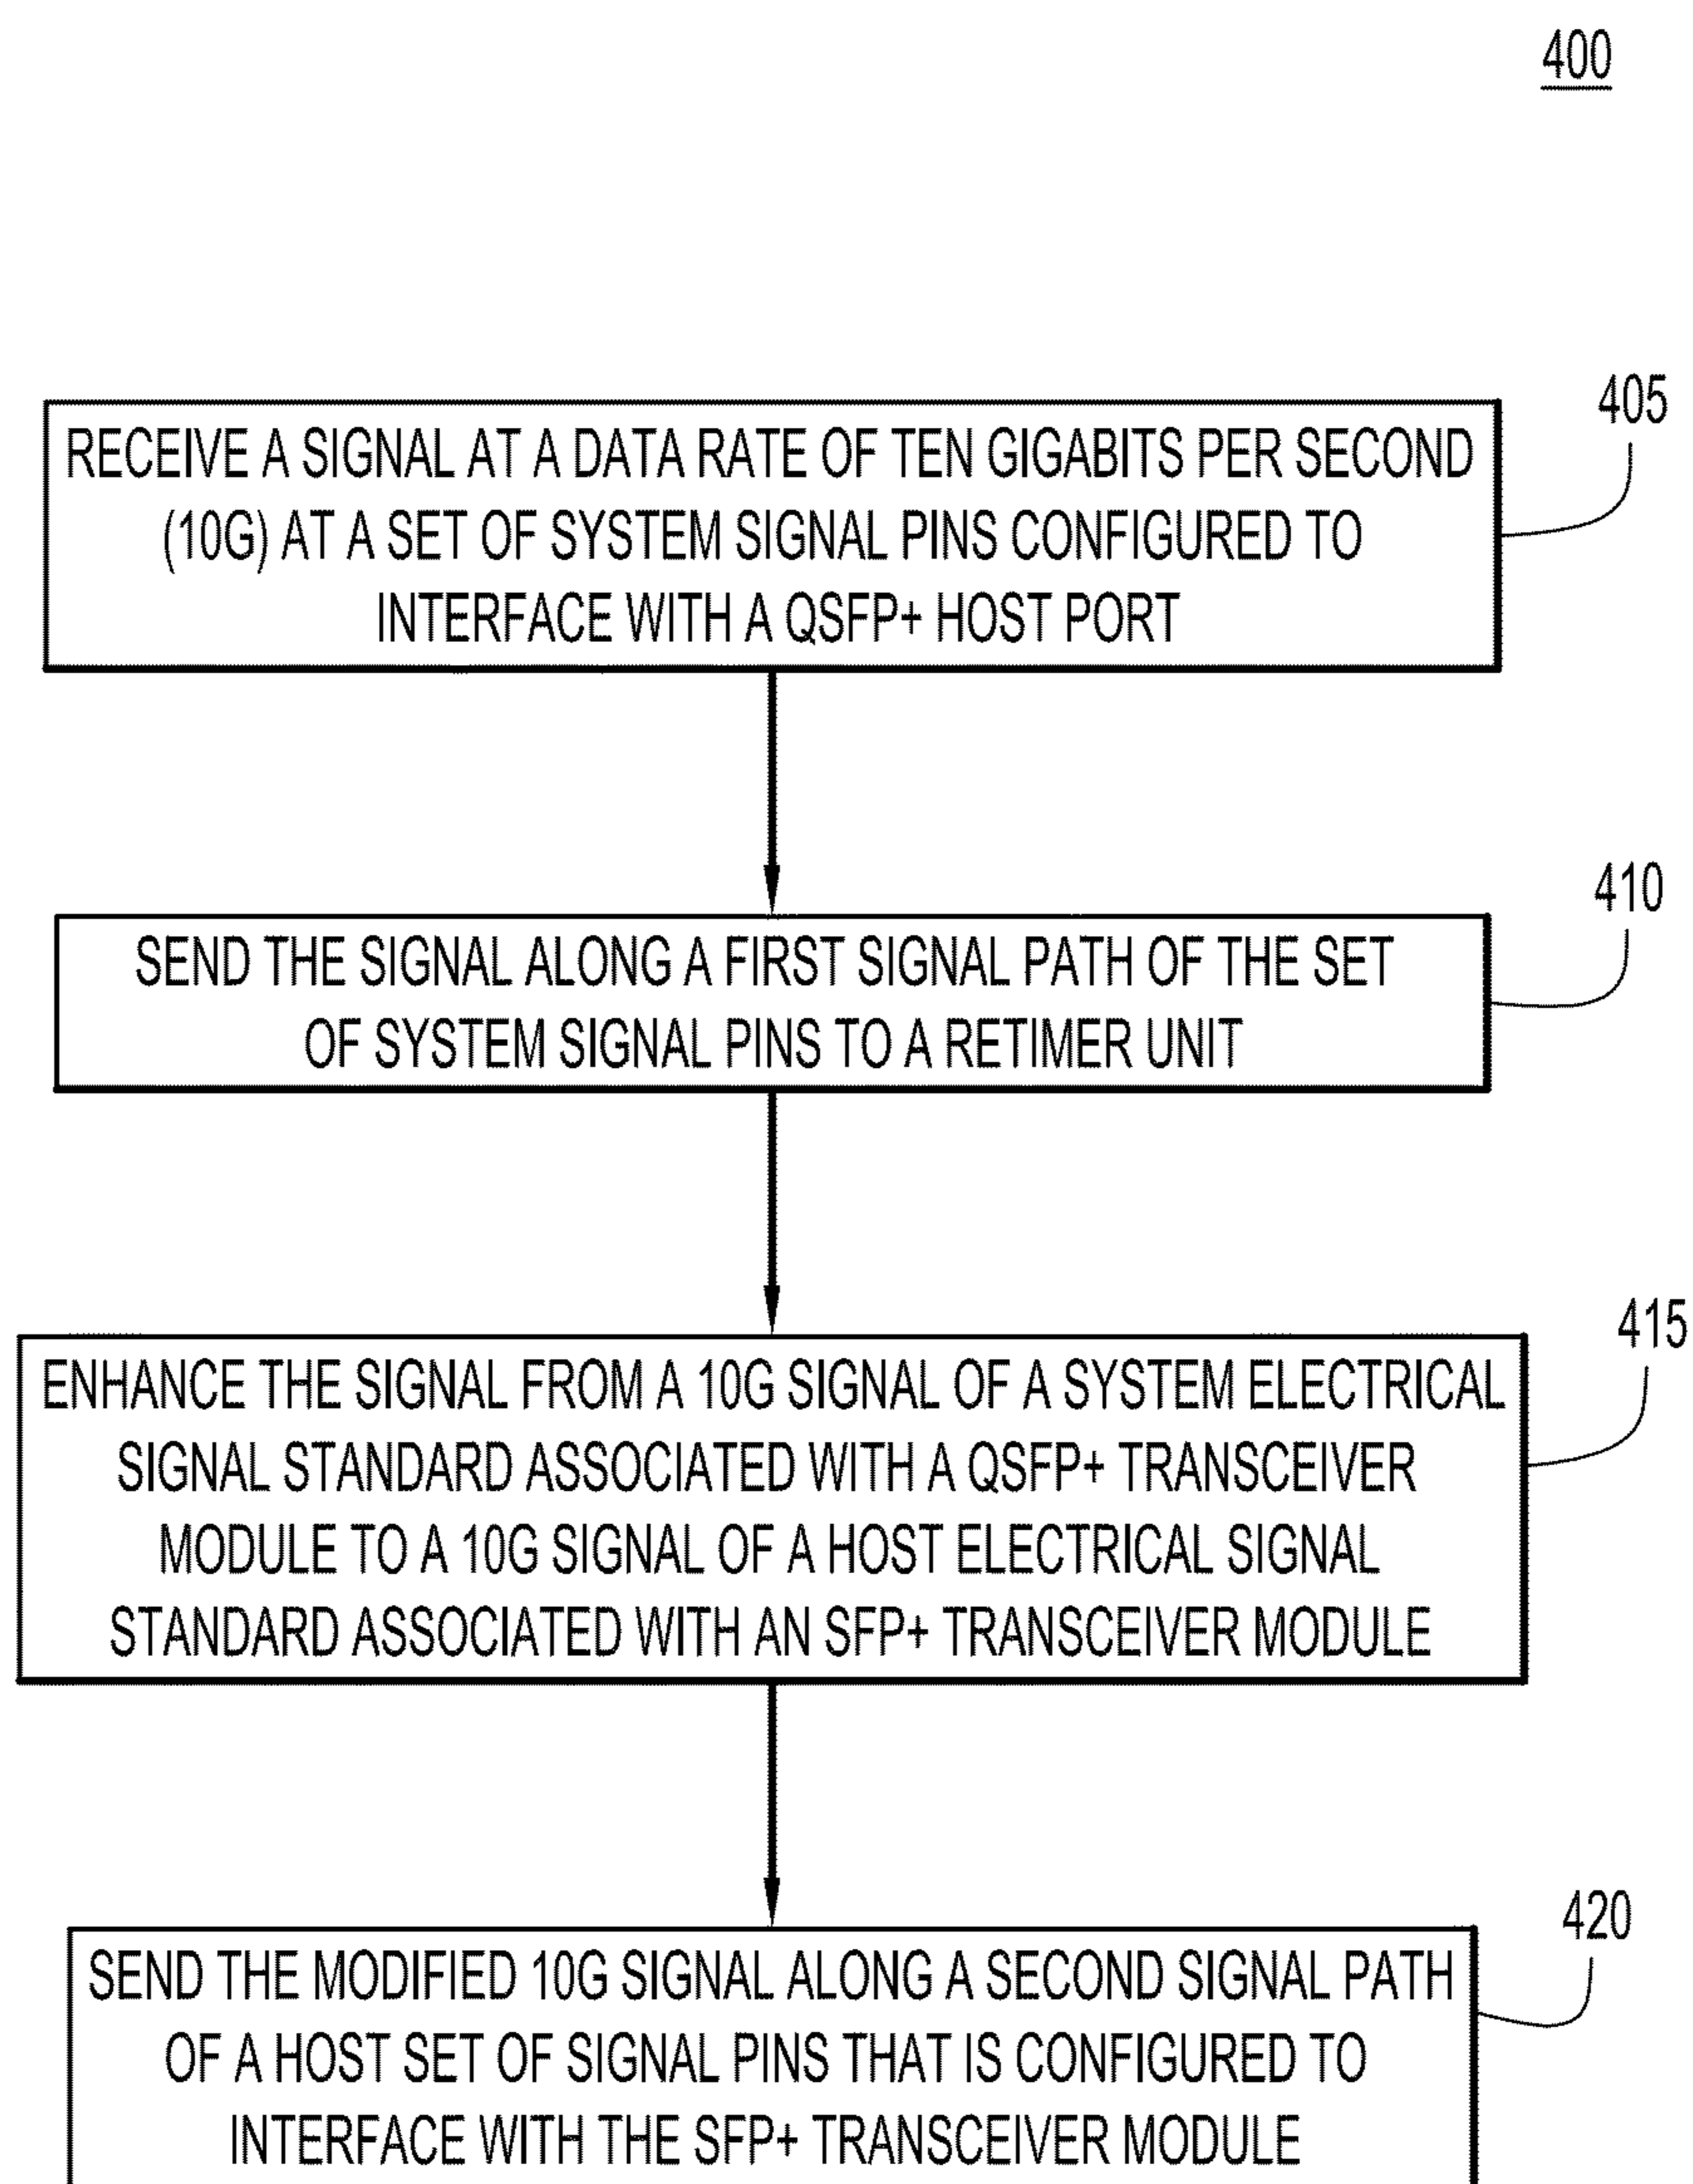 400
405
RECEIVE A SIGNAL AT A DATA RATE OF TEN GIGABITS PER SECOND
(10G) AT A SET OF SYSTEM SIGNAL PINS CONFIGURED TO
INTERFACE WITH A QSFP+ HOST PORT
410
SEND THE SIGNAL ALONG A FIRST SIGNAL PATH OF THE SET
OF SYSTEM SIGNAL PINS TO A RETIMER UNIT
415
ENHANCE THE SIGNAL FROM A 10G SIGNAL OF A SYSTEM ELECTRICAL
SIGNAL STANDARD ASSOCIATED WITH A QSFP+ TRANSCEIVER
MODULE TO A 10G SIGNAL OF A HOST ELECTRICAL SIGNAL
STANDARD ASSOCIATED WITH AN SFP+ TRANSCEIVER MODULE
420
SEND THE MODIFIED 10G SIGNAL ALONG A SECOND SIGNAL PATH
OF A HOST SET OF SIGNAL PINS THAT IS CONFIGURED TO
INTERFACE WITH THE SFP+ TRANSCEIVER MODULE